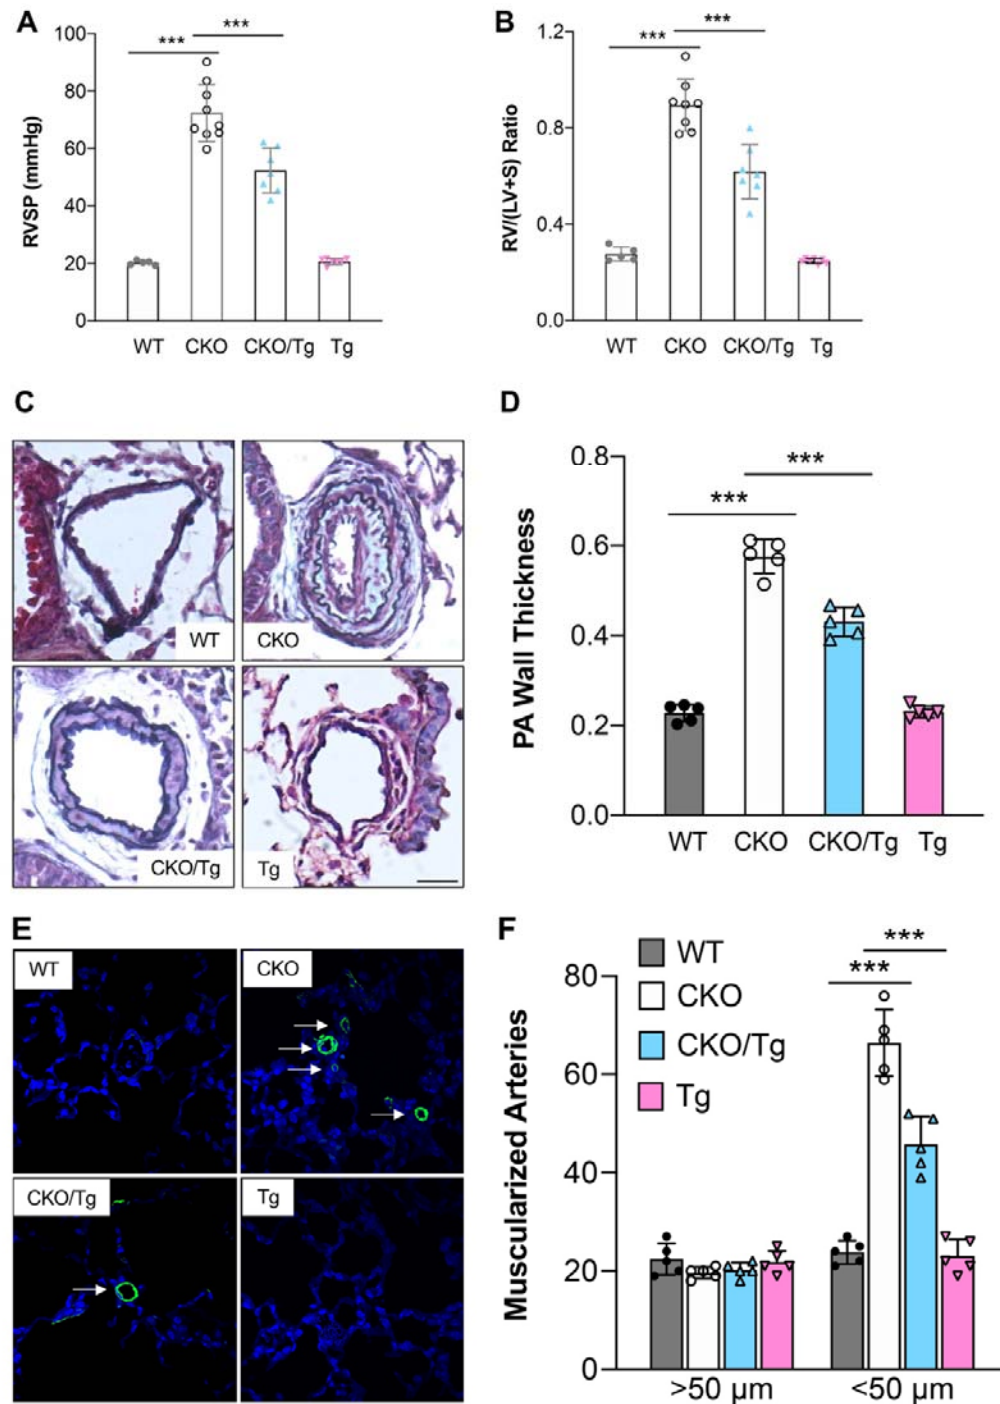 A
***
***
RVSP (mmHg)
100
80
60
40
20
0
WT
CKO
CKO/Tg
Tg
B
***
***
RV/(LV+S) Ratio
1.2
0.8
0.4
0.0
WT
CKO
CKO/Tg
Tg
C
WT
CKO
CKO/Tg
Tg
D
***
***
PA Wall Thickness
0.8
0.6
0.4
0.2
0.0
WT
CKO
CKO/Tg
Tg
E
WT
CKO
CKO/Tg
Tg
F
WT
CKO
CKO/Tg
Tg
***
***
Muscularized Arteries
80
60
40
20
0
>50 µm
<50 µm